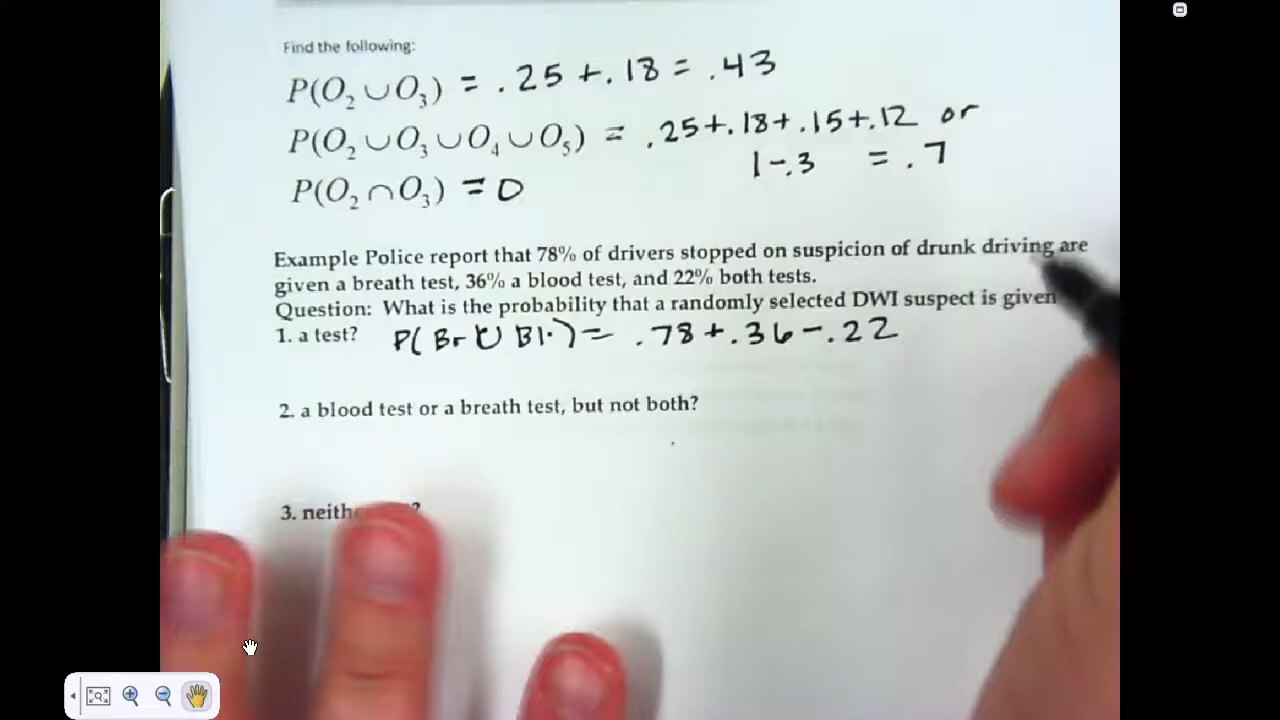 Find the following:
P(O₂ ∪ O₃) = .25 + .18 = .43
P(O₂ ∪ O₃ ∪ O₄ ∪ O₅) = .25+.18+.15+.12 or
1-.3 = .7
P(O₂ ∩ O₃) = 0
Example Police report that 78% of drivers stopped on suspicion of drunk driving are
given a breath test, 36% a blood test, and 22% both tests.
Question: What is the probability that a randomly selected DWI suspect is given
1. a test? P(Br ∪ Bl.) = .78 + .36 - .22
2. a blood test or a breath test, but not both?
3.